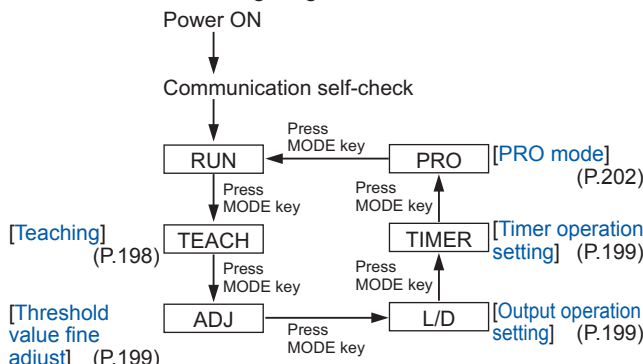 Power ON
Communication self-check
Press
MODE key
RUN
PRO
[PRO mode]
(P.202)
Press
MODE key
Press
MODE key
[Teaching]
(P.198)
TEACH
TIMER
[Timer operation
setting] (P.199)
Press
MODE key
Press
MODE key
[Threshold
value fine
adjust] (P.199)
ADJ
Press
MODE key
L/D
[Output operation
setting] (P.199)